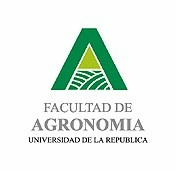 FACULTAD DE
AGRONOMIA
UNIVERSIDAD DE LA REPUBLICA